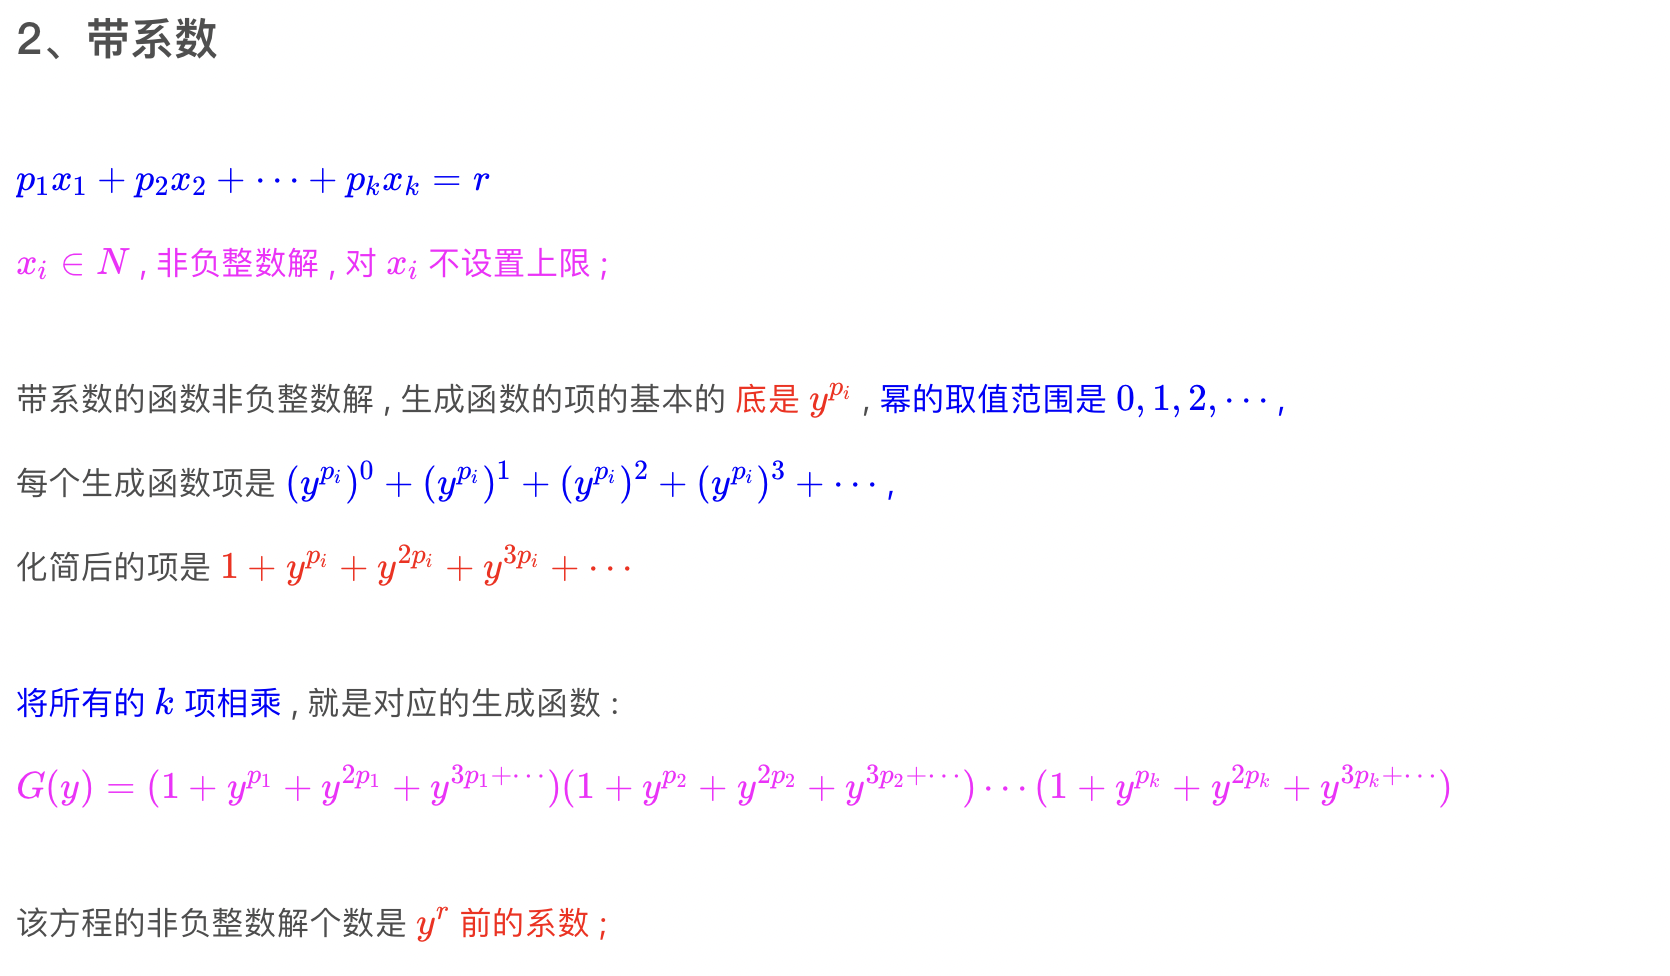 2、带系数
$p_1x_1 + p_2x_2 + \cdots + p_kx_k = r$
$x_i \in N$ , 非负整数解 , 对 $x_i$ 不设置上限 ;
带系数的函数非负整数解 , 生成函数的项的基本的 底是 $y^{p_i}$ , 幂的取值范围是 $0, 1, 2, \cdots$ ,
每个生成函数项是 $(y^{p_i})^0 + (y^{p_i})^1 + (y^{p_i})^2 + (y^{p_i})^3 + \cdots$ ,
化简后的项是 $1 + y^{p_i} + y^{2p_i} + y^{3p_i} + \cdots$
将所有的 $k$ 项相乘 , 就是对应的生成函数 :
$G(y) = (1 + y^{p_1} + y^{2p_1} + y^{3p_1 + \cdots})(1 + y^{p_2} + y^{2p_2} + y^{3p_2 + \cdots}) \cdots (1 + y^{p_k} + y^{2p_k} + y^{3p_k + \cdots})$
该方程的非负整数解个数是 $y^r$ 前的系数 ;